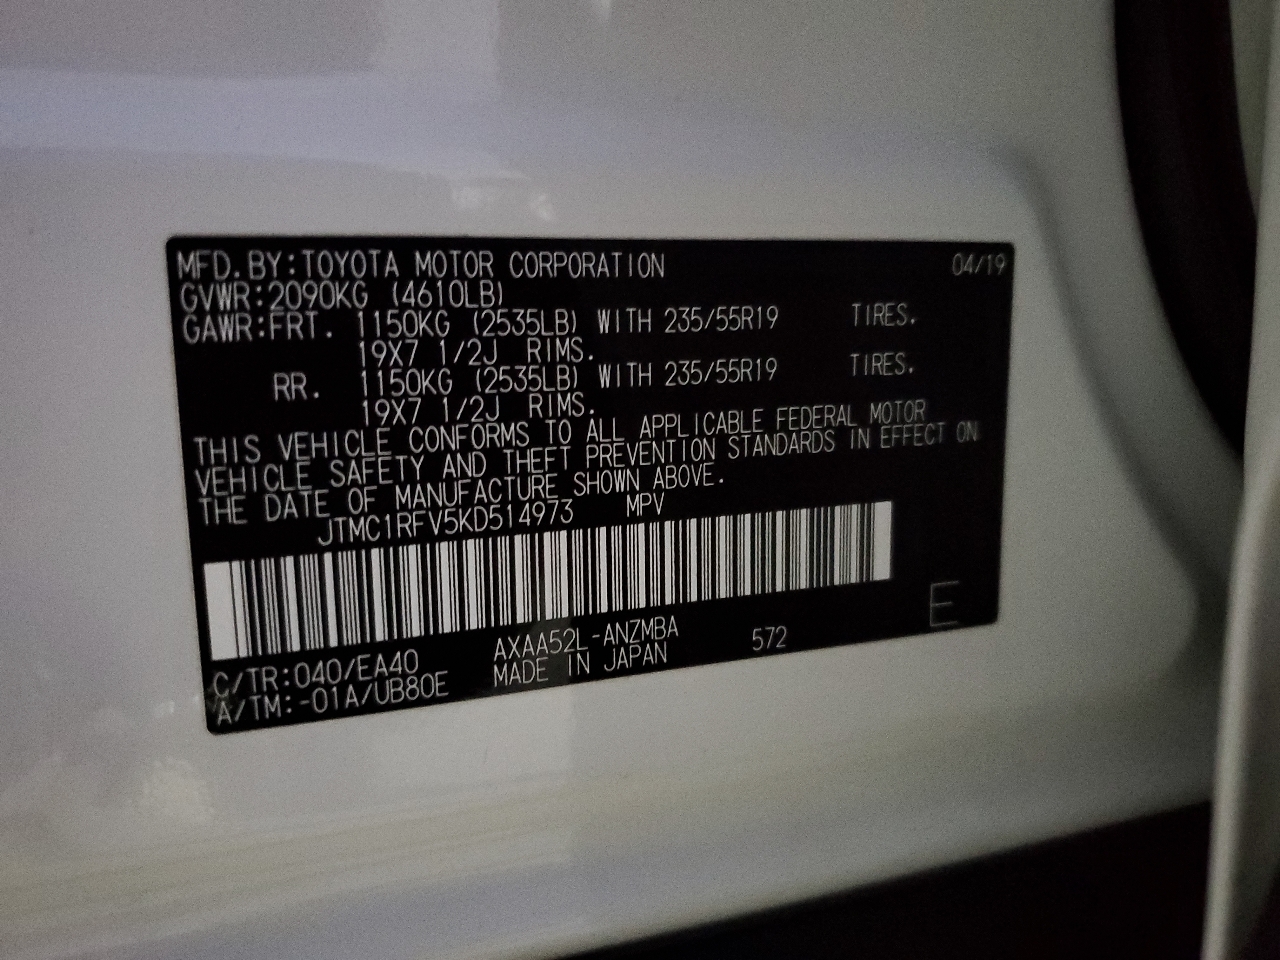 MFD.BY:TOYOTA MOTOR CORPORATION 04/19
GVWR:2090KG (4610LB)
GAWR:FRT. 1150KG (2535LB) WITH 235/55R19 TIRES.
19X7 1/2J RIMS.
RR. 1150KG (2535LB) WITH 235/55R19 TIRES.
19X7 1/2J RIMS.
THIS VEHICLE CONFORMS TO ALL APPLICABLE FEDERAL MOTOR
VEHICLE SAFETY AND THEFT PREVENTION STANDARDS IN EFFECT ON
THE DATE OF MANUFACTURE SHOWN ABOVE.
JTMC1RFV5KD514973 MPV
E
C/TR:040/EA40 AXAA52L-ANZMBA 572
A/TM:-01A/UB80E MADE IN JAPAN